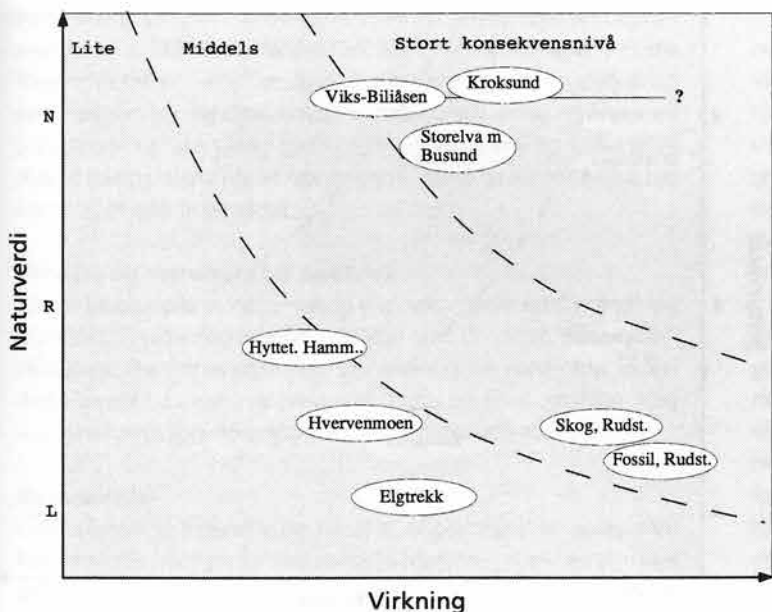 Lite
Middels
Stort konsekvensnivå
Kroksund
Viks-Biliåsen
?
N
Storelva m
Busund
Naturverdi
R
Hyttet. Hamm..
Hvervenmoen
Skog, Rudst.
Fossil, Rudst.
Elgtrekk
L
Virkning